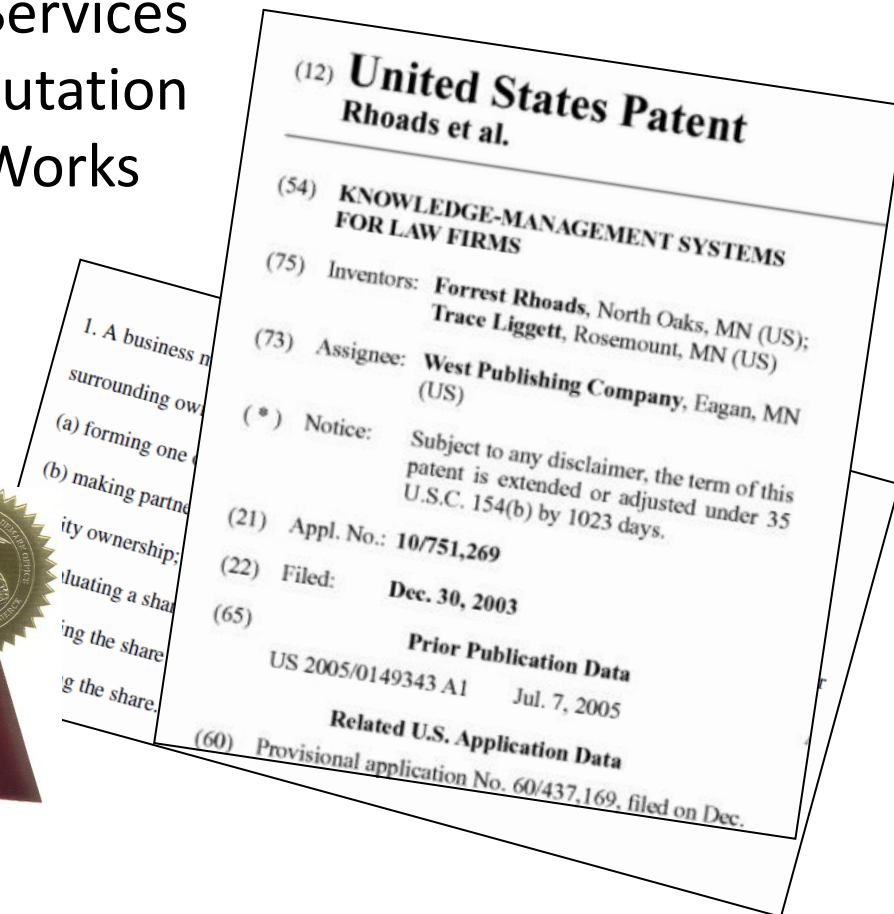 ervices
utation
Works
(12) United States Patent
Rhoads et al.
(54) KNOWLEDGE-MANAGEMENT SYSTEMS
FOR LAW FIRMS
(75) Inventors: Forrest Rhoads, North Oaks, MN (US);
Trace Liggett, Rosemount, MN (US)
(73) Assignee: West Publishing Company, Eagan, MN
(US)
( * ) Notice: Subject to any disclaimer, the term of this
patent is extended or adjusted under 35
U.S.C. 154(b) by 1023 days.
(21) Appl. No.: 10/751,269
(22) Filed: Dec. 30, 2003
(65) Prior Publication Data
US 2005/0149343 A1 Jul. 7, 2005
Related U.S. Application Data
(60) Provisional application No. 60/437,169, filed on Dec.
1. A business
surrounding
(a) forming one
(b) making
ity ownership;
luating a
ing the share
g the share.